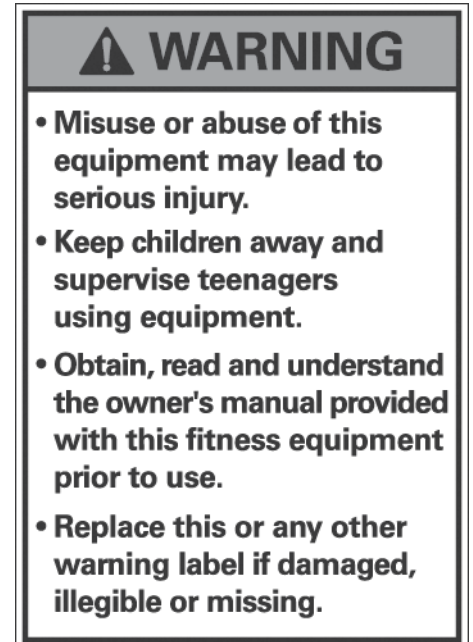 WARNING
• Misuse or abuse of this
equipment may lead to
serious injury.
• Keep children away and
supervise teenagers
using equipment.
• Obtain, read and understand
the owner's manual provided
with this fitness equipment
prior to use.
• Replace this or any other
warning label if damaged,
illegible or missing.